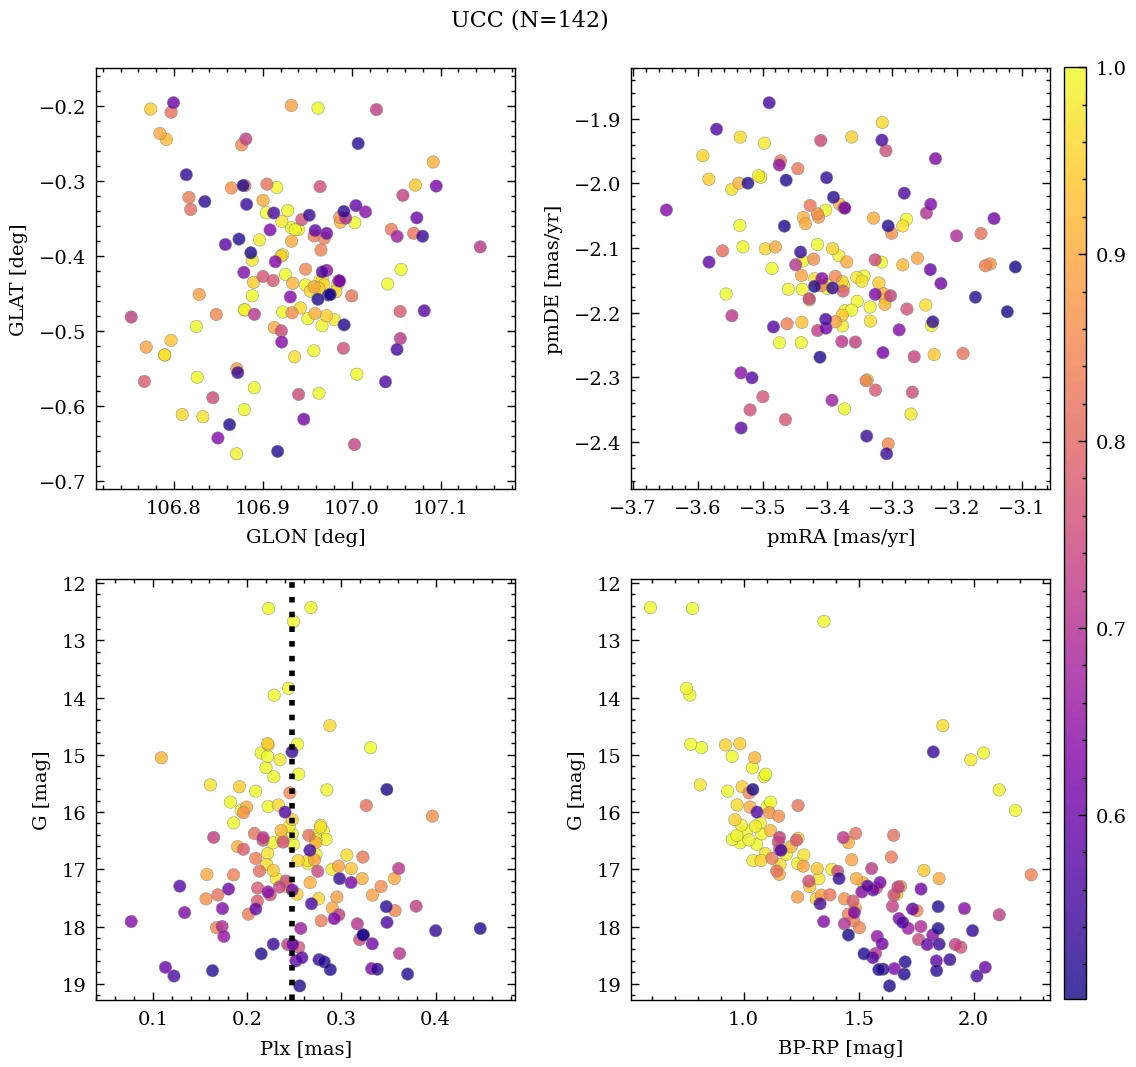 UCC (N=142)
−0.2
−0.3
−0.4
−0.5
−0.6
−0.7
GLAT [deg]
106.8 106.9 107.0 107.1
GLON [deg]
−1.9
−2.0
−2.1
−2.2
−2.3
−2.4
pmDE [mas/yr]
−3.7 −3.6 −3.5 −3.4 −3.3 −3.2 −3.1
pmRA [mas/yr]
1.0
0.9
0.8
0.7
0.6
12
13
14
15
16
17
18
19
G [mag]
0.1 0.2 0.3 0.4
Plx [mas]
12
13
14
15
16
17
18
19
G [mag]
1.0 1.5 2.0
BP-RP [mag]